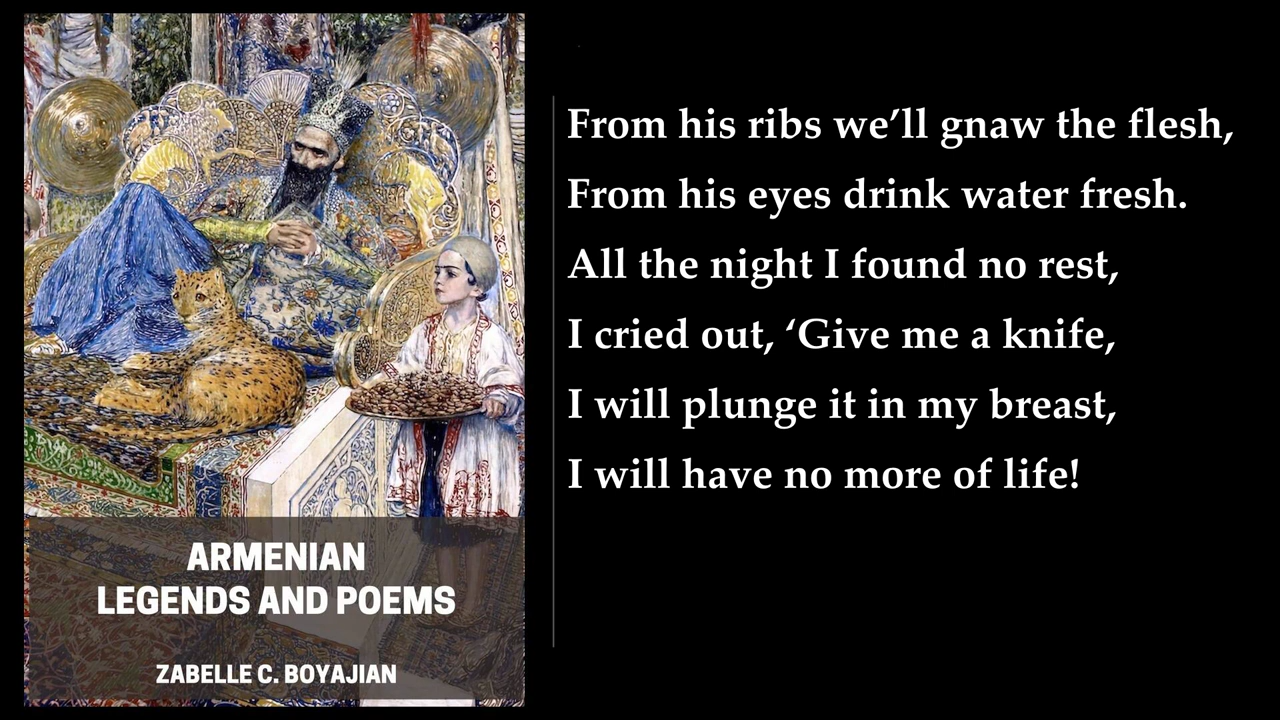 From his ribs we’ll gnaw the flesh,
From his eyes drink water fresh.
All the night I found no rest,
I cried out, ‘Give me a knife,
I will plunge it in my breast,
I will have no more of life!
ARMENIAN
LEGENDS AND POEMS
ZABELLE C. BOYAJIAN